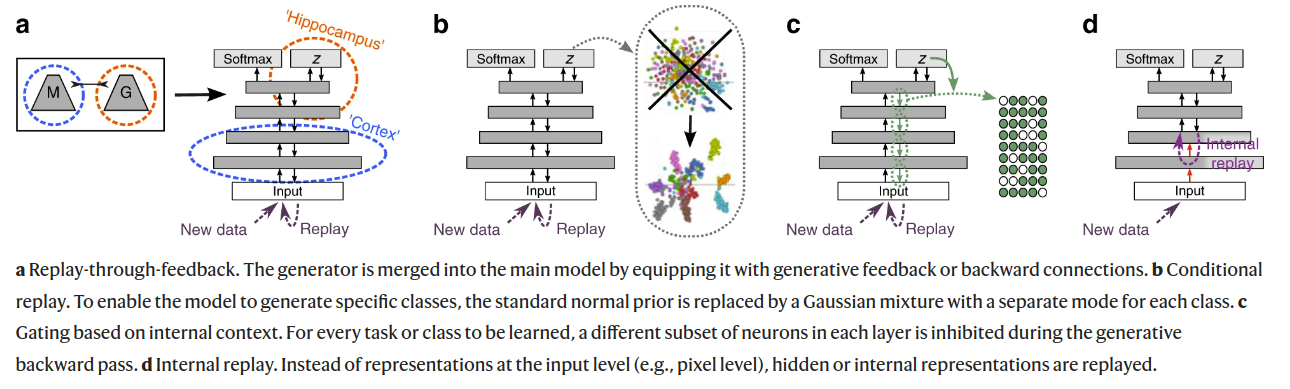 a
'Hippocampus'
Softmax
z
M
G
'Cortex'
Input
New data
Replay
b
Softmax
z
Input
New data
Replay
c
Softmax
z
Input
New data
Replay
d
Softmax
z
Internal
replay
Input
New data
a Replay-through-feedback. The generator is merged into the main model by equipping it with generative feedback or backward connections. b Conditional
replay. To enable the model to generate specific classes, the standard normal prior is replaced by a Gaussian mixture with a separate mode for each class. c
Gating based on internal context. For every task or class to be learned, a different subset of neurons in each layer is inhibited during the generative
backward pass. d Internal replay. Instead of representations at the input level (e.g., pixel level), hidden or internal representations are replayed.